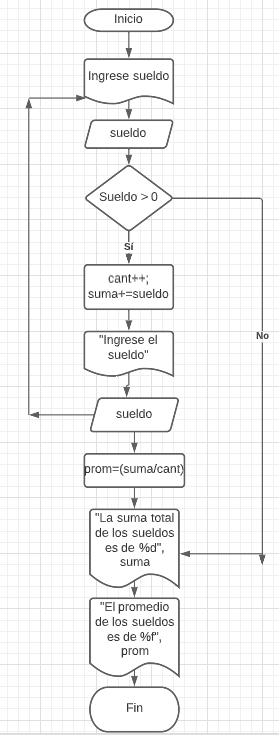 Inicio
Ingrese sueldo
sueldo
Sueldo > 0
Sí
No
cant++;
suma+=sueldo
"Ingrese el
sueldo"
sueldo
prom=(suma/cant)
"La suma total
de los sueldos
es de %d",
suma
"El promedio
de los sueldos
es de %f",
prom
Fin